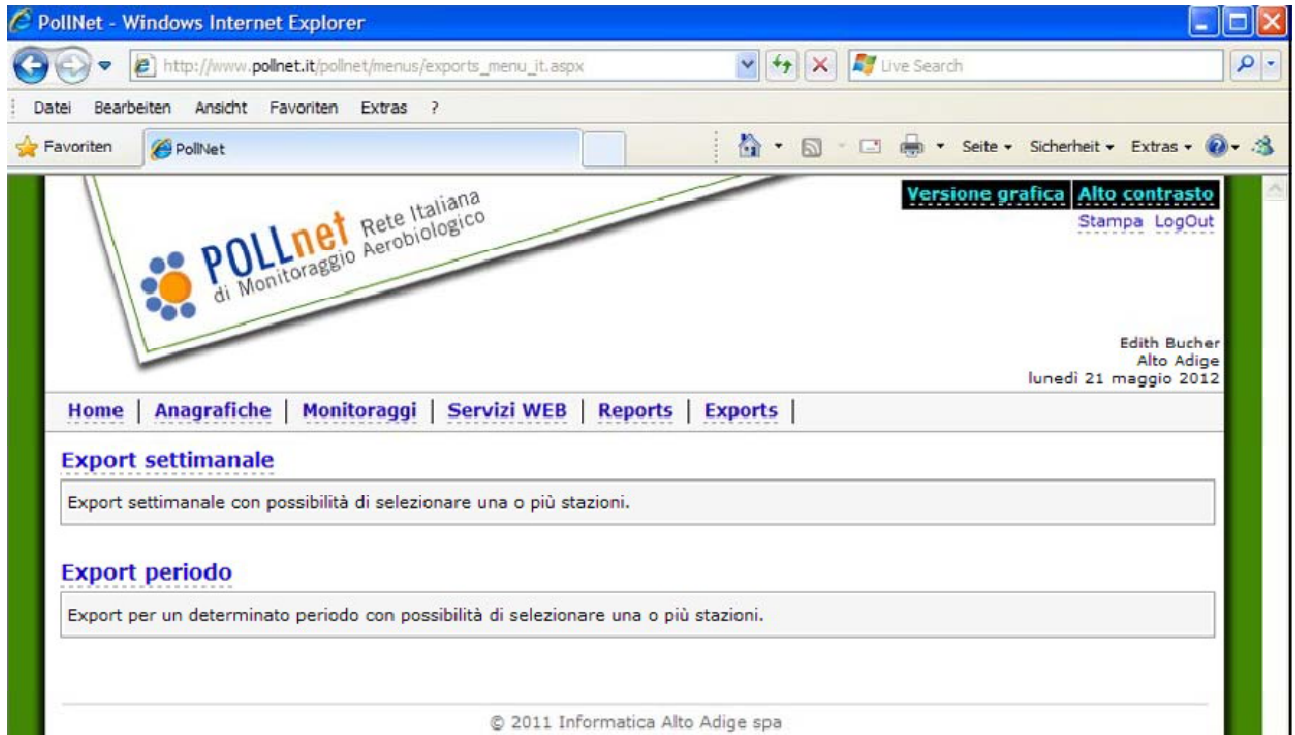 PollNet - Windows Internet Explorer
http://www.pollnet.it/pollnet/menus/exports_menu_it.aspx
Live Search
Datei Bearbeiten Ansicht Favoriten Extras ?
Favoriten
PollNet
Seite Sicherheit Extras
Versione grafica Alto contrasto
Stampa LogOut
POLLnet Rete Italiana
di Monitoraggio Aerobiologico
Edith Bucher
Alto Adige
lunedì 21 maggio 2012
Home | Anagrafiche | Monitoraggi | Servizi WEB | Reports | Exports |
Export settimanale
Export settimanale con possibilità di selezionare una o più stazioni.
Export periodo
Export per un determinato periodo con possibilità di selezionare una o più stazioni.
© 2011 Informatica Alto Adige spa